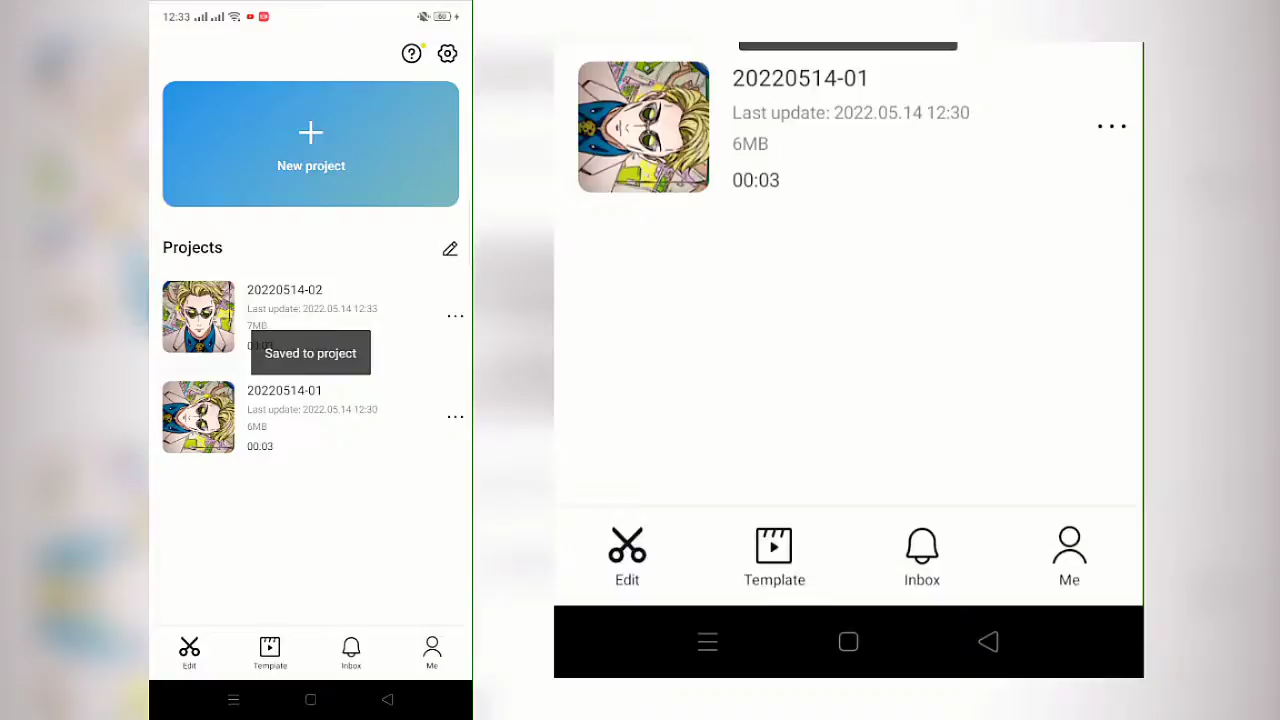 12:33
60
New project
Projects
20220514-02
Last update: 2022.05.14 12:33
7MB
Saved to project
20220514-01
Last update: 2022.05.14 12:30
6MB
00:03
Edit
Template
Inbox
Me
20220514-01
Last update: 2022.05.14 12:30
6MB
00:03
Edit
Template
Inbox
Me